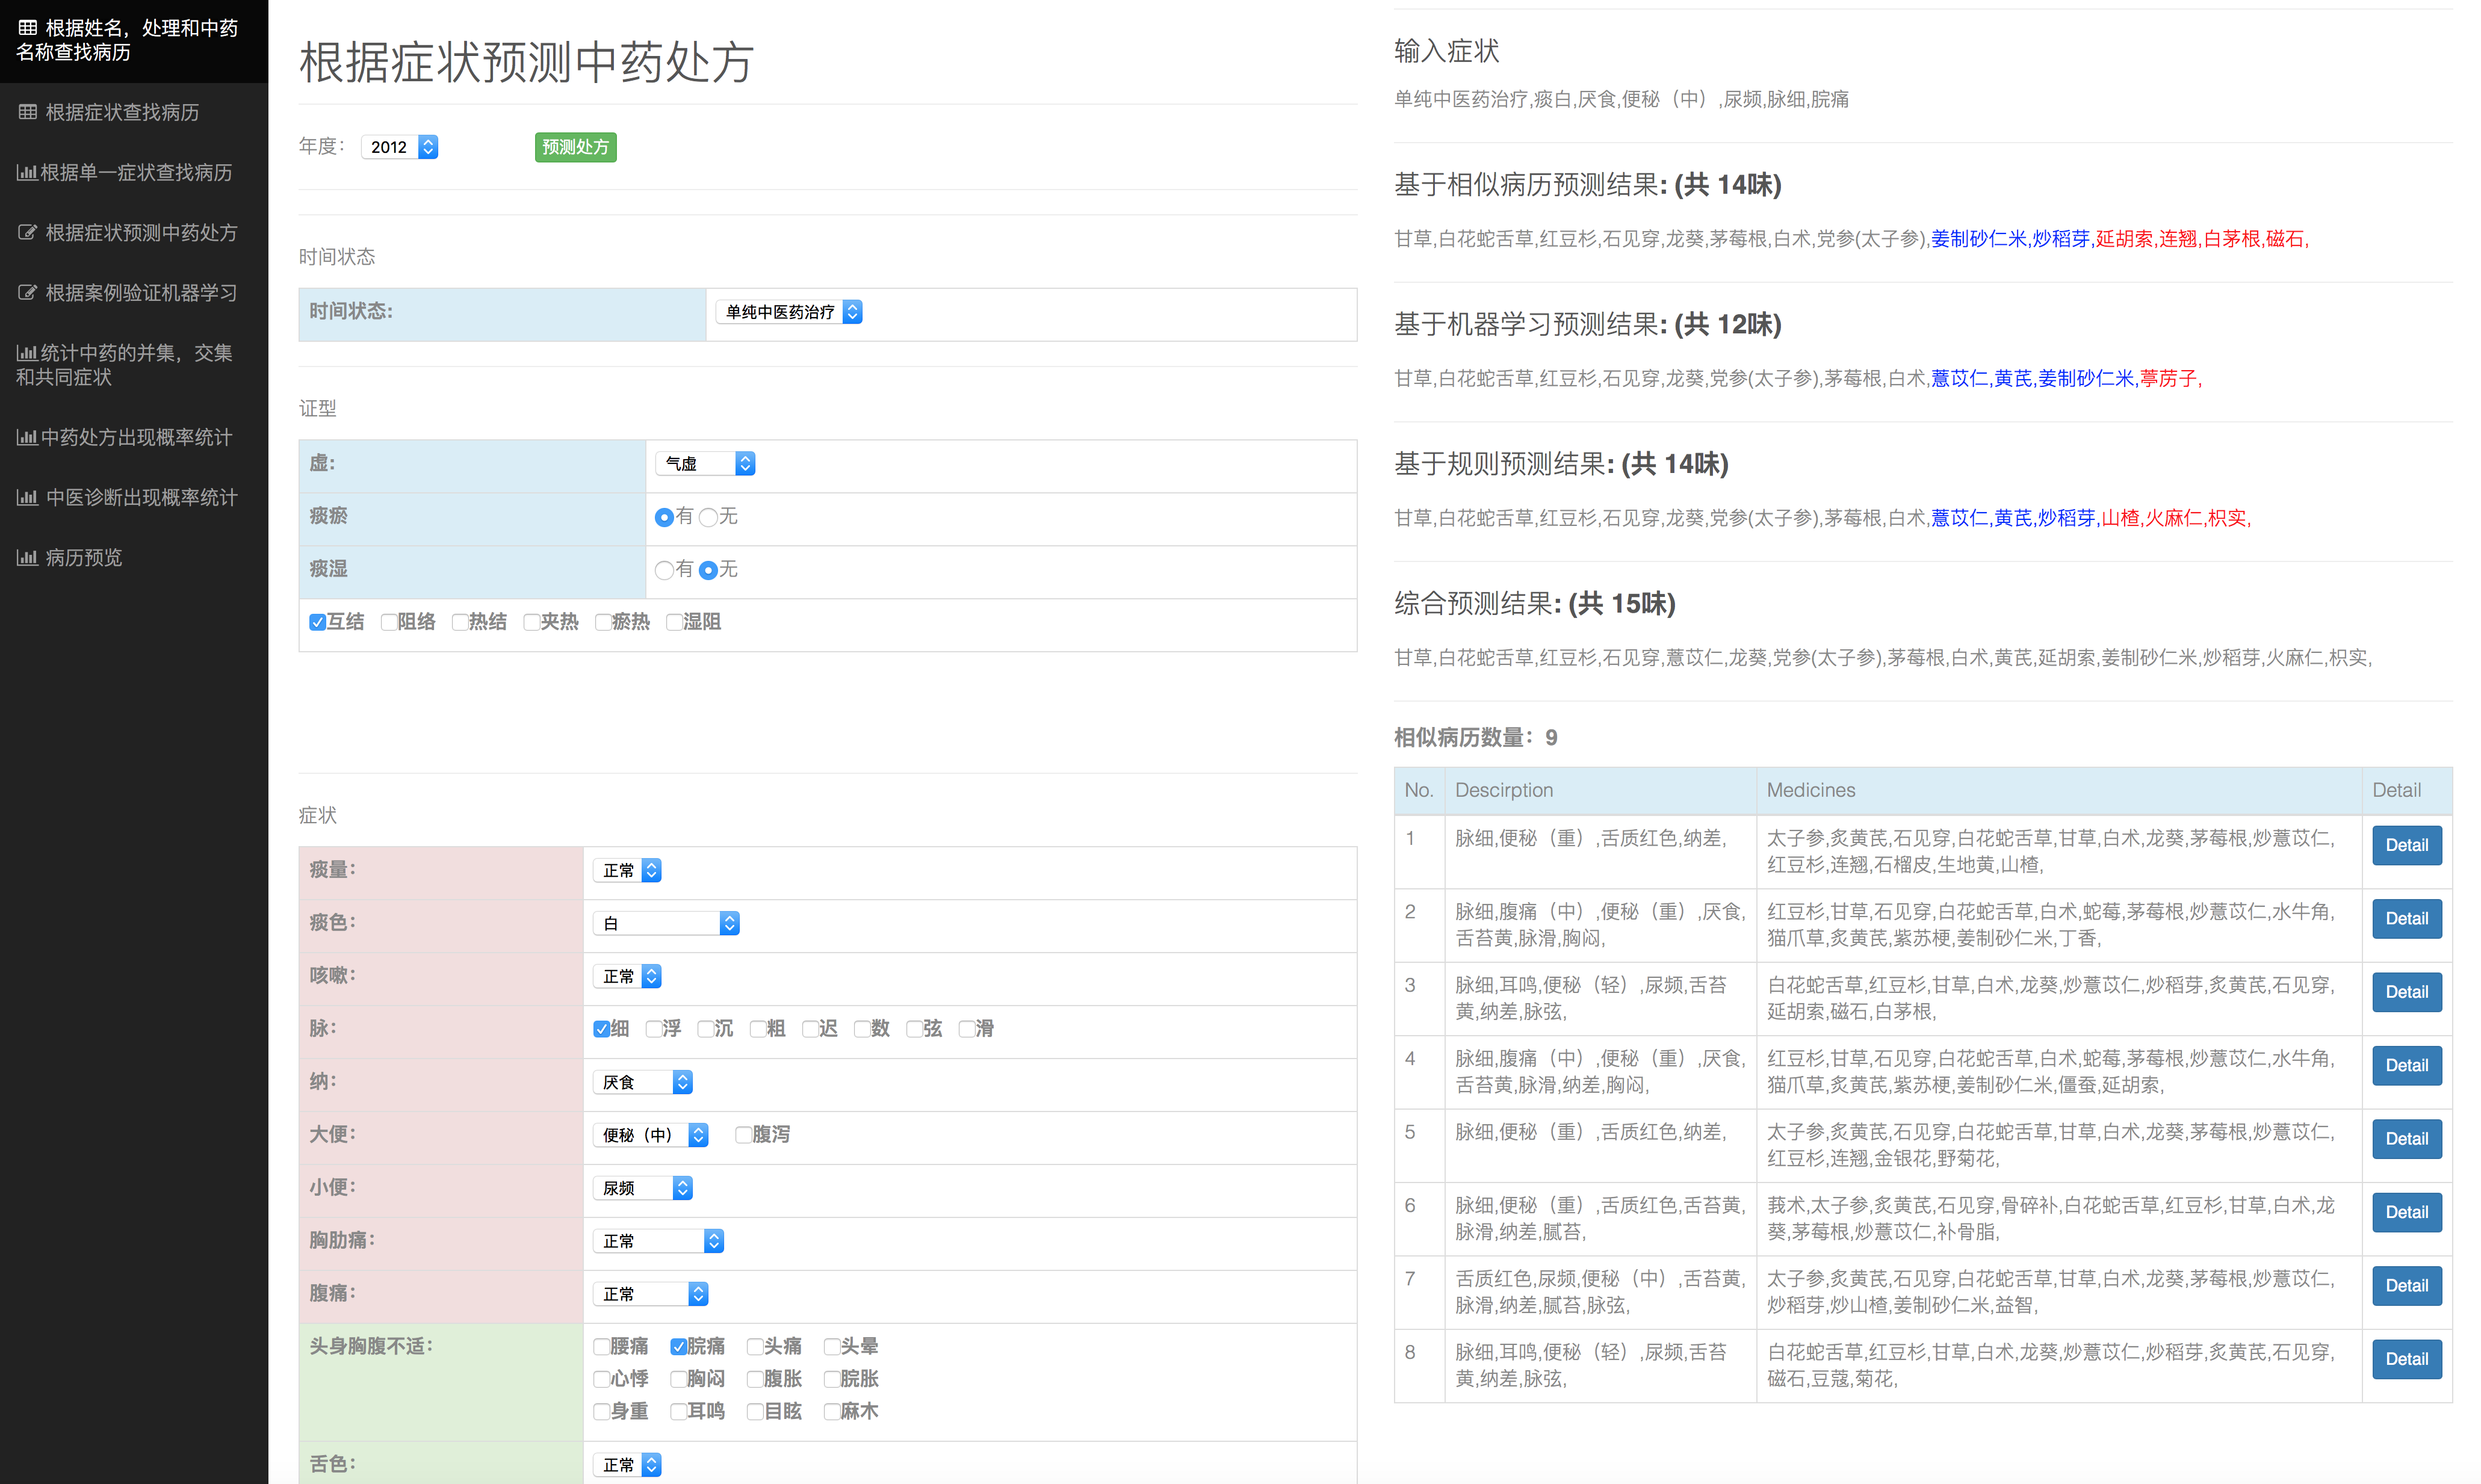 根据姓名，处理和中药
名称查找病历
根据症状查找病历
根据单一症状查找病历
根据症状预测中药处方
根据案例验证机器学习
统计中药的并集，交集
和共同症状
中药处方出现概率统计
中医诊断出现概率统计
病历预览
根据症状预测中药处方
年度： 2012 预测处方
时间状态
时间状态: 单纯中医药治疗
证型
虚: 气虚
痰瘀 有 无
痰湿 有 无
互结 阻络 热结 夹热 瘀热 湿阻
症状
痰量： 正常
痰色： 白
咳嗽： 正常
脉： 细 浮 沉 粗 迟 数 弦 滑
纳： 厌食
大便： 便秘（中） 腹泻
小便： 尿频
胸肋痛： 正常
腹痛： 正常
头身胸腹不适： 腰痛 脘痛 头痛 头晕
心悸 胸闷 腹胀 脘胀
身重 耳鸣 目眩 麻木
舌色： 正常
输入症状
单纯中医药治疗,痰白,厌食,便秘（中）,尿频,脉细,脘痛
基于相似病历预测结果: (共 14味)
甘草,白花蛇舌草,红豆杉,石见穿,龙葵,茅莓根,白术,党参(太子参),姜制砂仁米,炒稻芽,延胡索,连翘,白茅根,磁石,
基于机器学习预测结果: (共 12味)
甘草,白花蛇舌草,红豆杉,石见穿,龙葵,党参(太子参),茅莓根,白术,薏苡仁,黄芪,姜制砂仁米,葶苈子,
基于规则预测结果: (共 14味)
甘草,白花蛇舌草,红豆杉,石见穿,龙葵,党参(太子参),茅莓根,白术,薏苡仁,黄芪,炒稻芽,山楂,火麻仁,枳实,
综合预测结果: (共 15味)
甘草,白花蛇舌草,红豆杉,石见穿,薏苡仁,龙葵,党参(太子参),茅莓根,白术,黄芪,延胡索,姜制砂仁米,炒稻芽,火麻仁,枳实,
相似病历数量：9
No. Descirption Medicines Detail
1 脉细,便秘（重）,舌质红色,纳差, 太子参,炙黄芪,石见穿,白花蛇舌草,甘草,白术,龙葵,茅莓根,炒薏苡仁, Detail
红豆杉,连翘,石榴皮,生地黄,山楂,
2 脉细,腹痛（中）,便秘（重）,厌食, 红豆杉,甘草,石见穿,白花蛇舌草,白术,蛇莓,茅莓根,炒薏苡仁,水牛角, Detail
舌苔黄,脉滑,胸闷, 猫爪草,炙黄芪,紫苏梗,姜制砂仁米,丁香,
3 脉细,耳鸣,便秘（轻）,尿频,舌苔 白花蛇舌草,红豆杉,甘草,白术,龙葵,炒薏苡仁,炒稻芽,炙黄芪,石见穿, Detail
黄,纳差,脉弦, 延胡索,磁石,白茅根,
4 脉细,腹痛（中）,便秘（重）,厌食, 红豆杉,甘草,石见穿,白花蛇舌草,白术,蛇莓,茅莓根,炒薏苡仁,水牛角, Detail
舌苔黄,脉滑,纳差,胸闷, 猫爪草,炙黄芪,紫苏梗,姜制砂仁米,僵蚕,延胡索,
5 脉细,便秘（重）,舌质红色,纳差, 太子参,炙黄芪,石见穿,白花蛇舌草,甘草,白术,龙葵,茅莓根,炒薏苡仁, Detail
红豆杉,连翘,金银花,野菊花,
6 脉细,便秘（重）,舌质红色,舌苔黄, 莪术,太子参,炙黄芪,石见穿,骨碎补,白花蛇舌草,红豆杉,甘草,白术,龙 Detail
脉滑,纳差,腻苔, 葵,茅莓根,炒薏苡仁,补骨脂,
7 舌质红色,尿频,便秘（中）,舌苔黄, 太子参,炙黄芪,石见穿,白花蛇舌草,甘草,白术,龙葵,茅莓根,炒薏苡仁, Detail
脉滑,纳差,腻苔,脉弦, 炒稻芽,炒山楂,姜制砂仁米,益智,
8 脉细,耳鸣,便秘（轻）,尿频,舌苔 白花蛇舌草,红豆杉,甘草,白术,龙葵,炒薏苡仁,炒稻芽,炙黄芪,石见穿, Detail
黄,纳差,脉弦, 磁石,豆蔻,菊花,